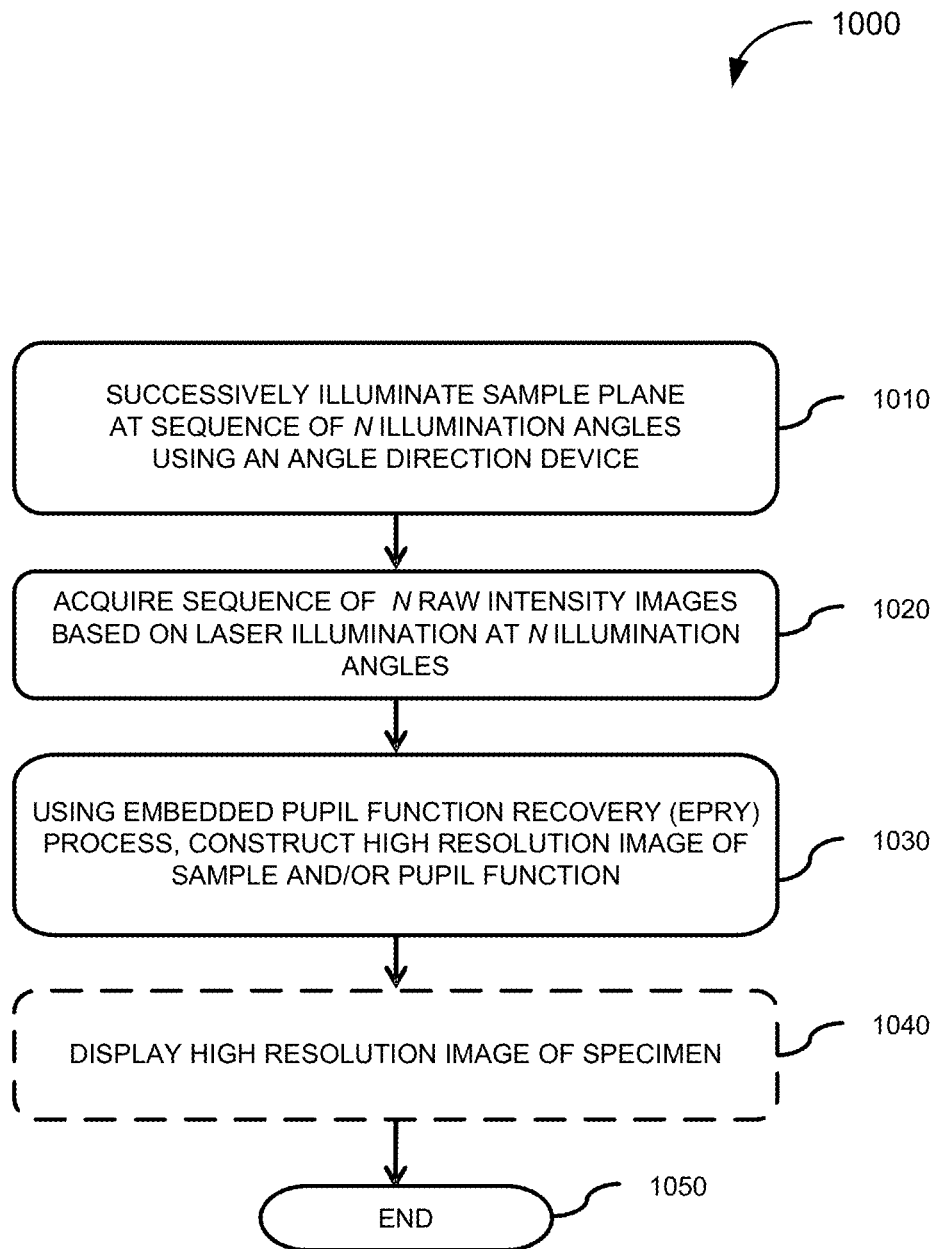 1000
SUCCESSIVELY ILLUMINATE SAMPLE PLANE
AT SEQUENCE OF N ILLUMINATION ANGLES
USING AN ANGLE DIRECTION DEVICE
1010
ACQUIRE SEQUENCE OF N RAW INTENSITY IMAGES
BASED ON LASER ILLUMINATION AT N ILLUMINATION
ANGLES
1020
USING EMBEDDED PUPIL FUNCTION RECOVERY (EPRY)
PROCESS, CONSTRUCT HIGH RESOLUTION IMAGE OF
SAMPLE AND/OR PUPIL FUNCTION
1030
DISPLAY HIGH RESOLUTION IMAGE OF SPECIMEN
1040
END
1050